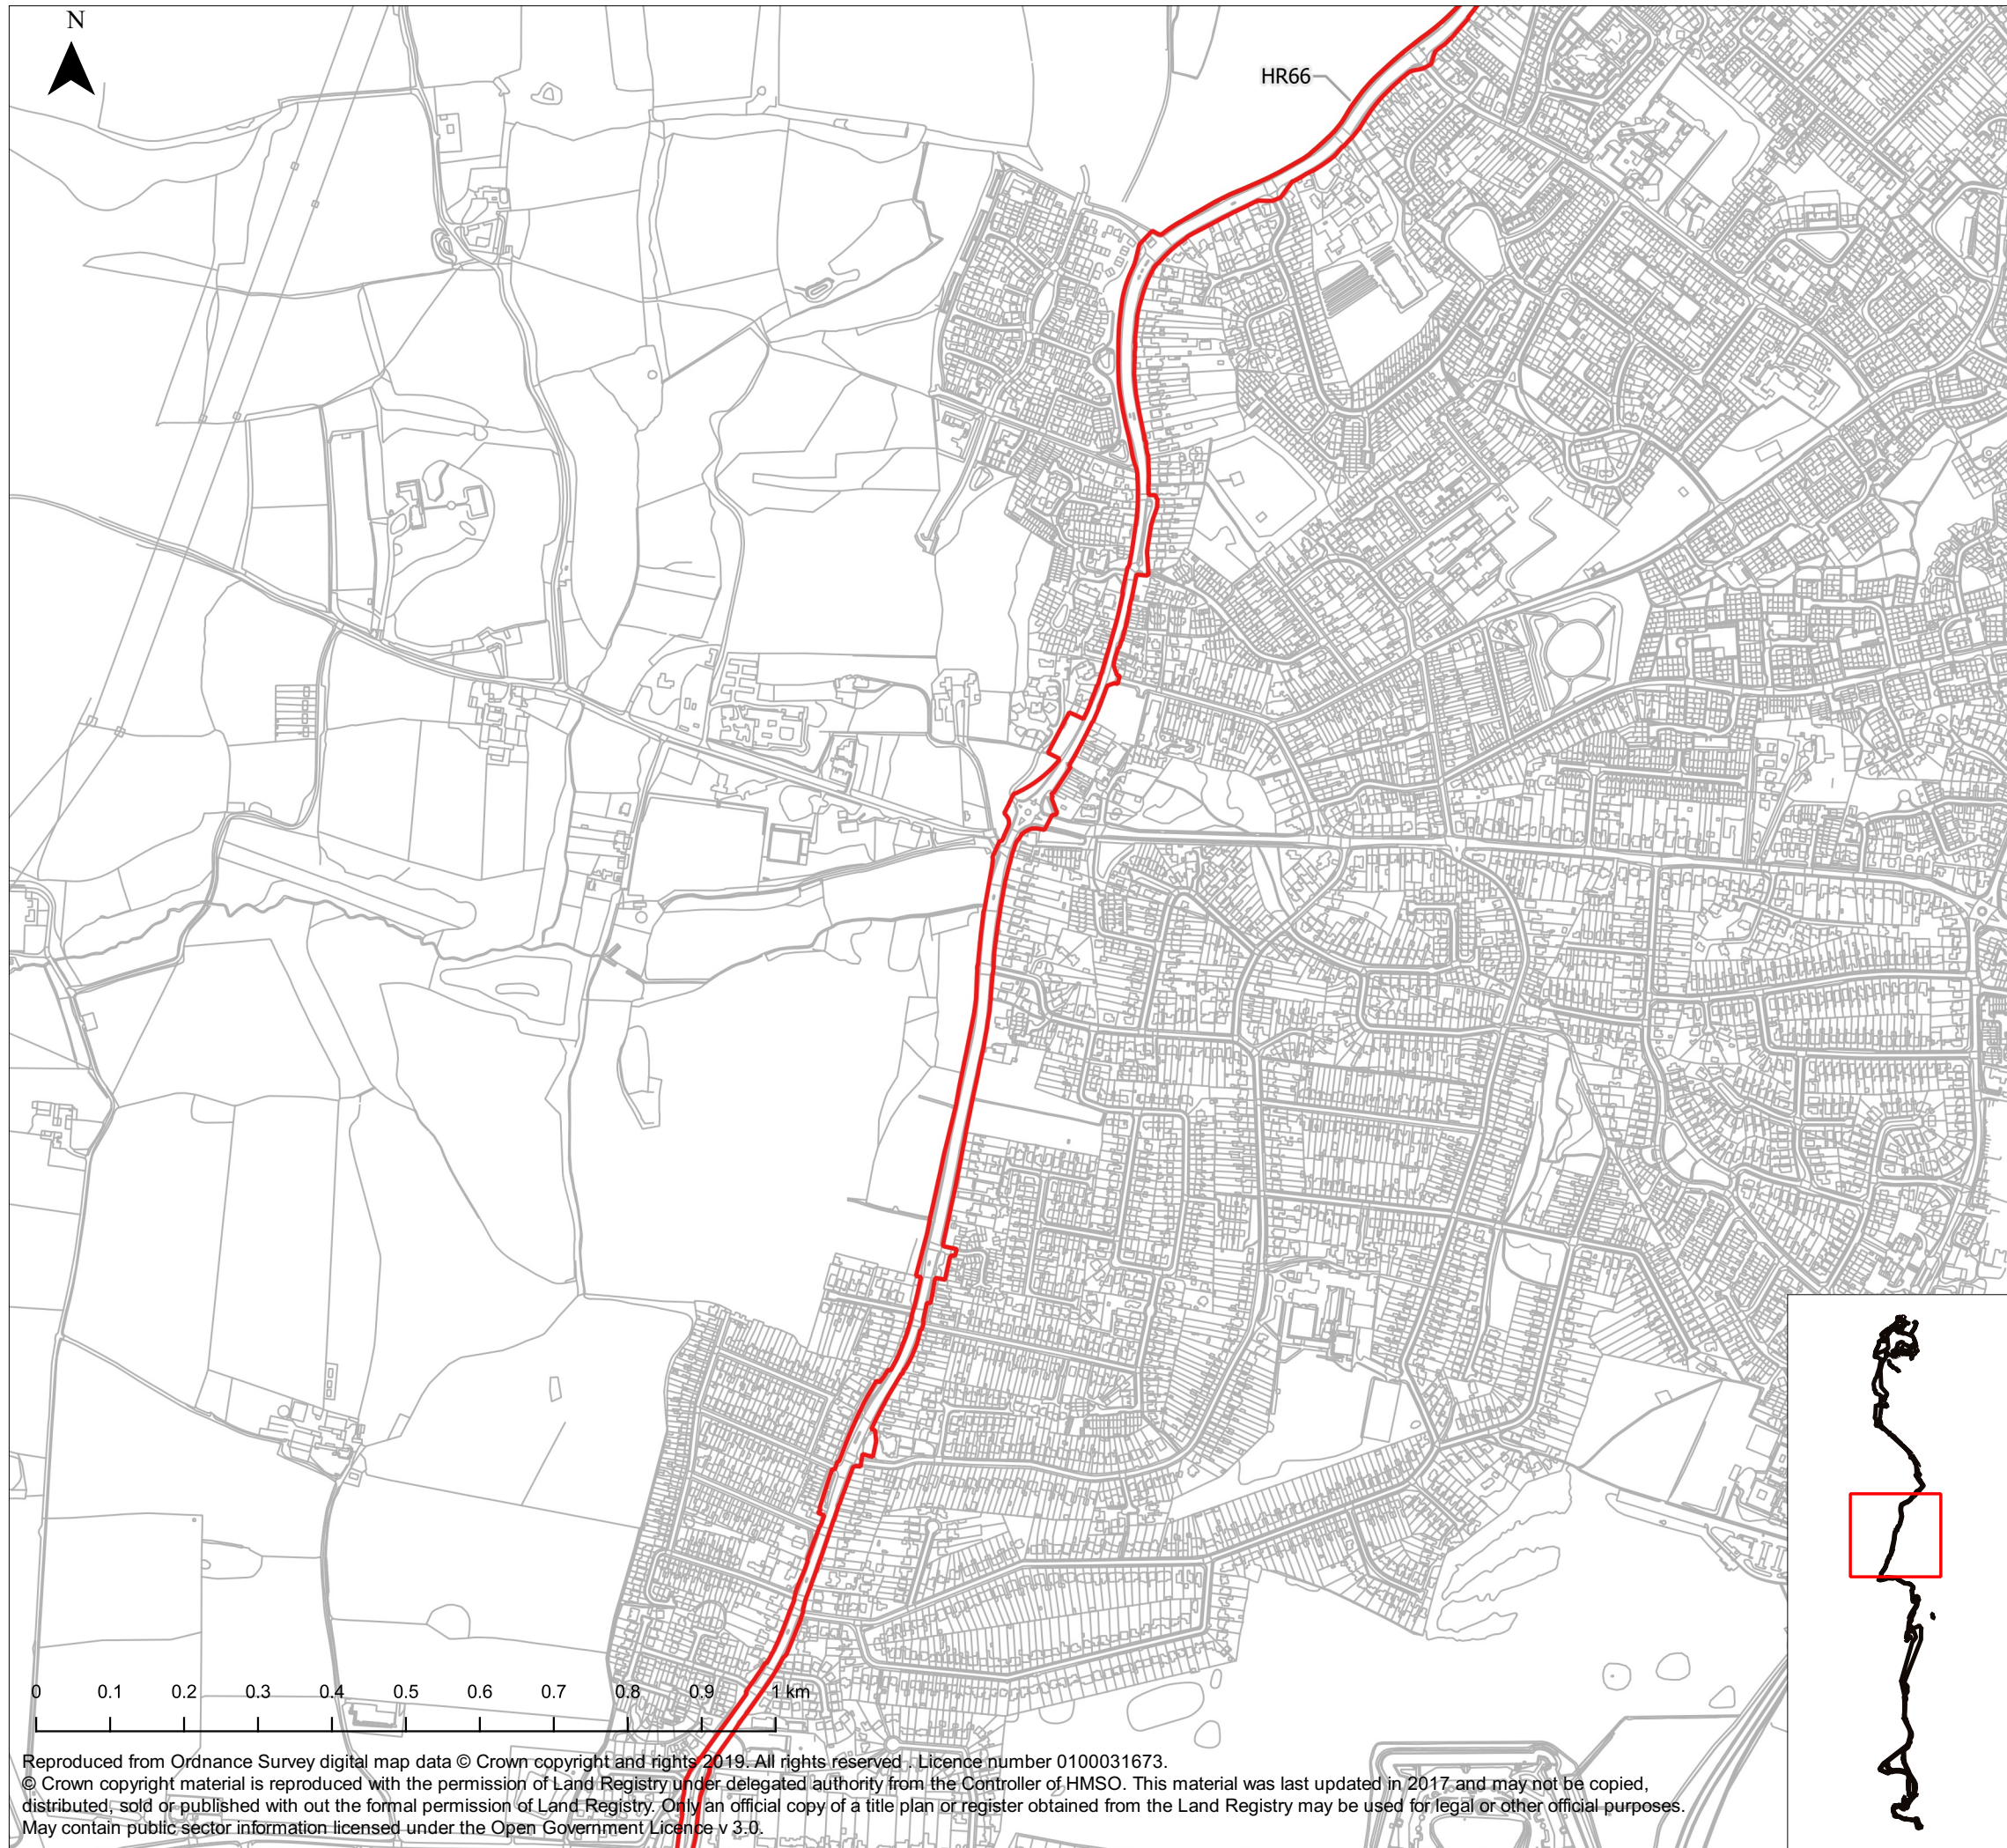 N
HR66
0 0.1 0.2 0.3 0.4 0.5 0.6 0.7 0.8 0.9 1 km
Reproduced from Ordnance Survey digital map data © Crown copyright and rights 2019. All rights reserved . Licence number 0100031673.
© Crown copyright material is reproduced with the permission of Land Registry under delegated authority from the Controller of HMSO. This material was last updated in 2017 and may not be copied,
distributed, sold or published with out the formal permission of Land Registry. Only an official copy of a title plan or register obtained from the Land Registry may be used for legal or other official purposes.
May contain public sector information licensed under the Open Government Licence v 3.0.